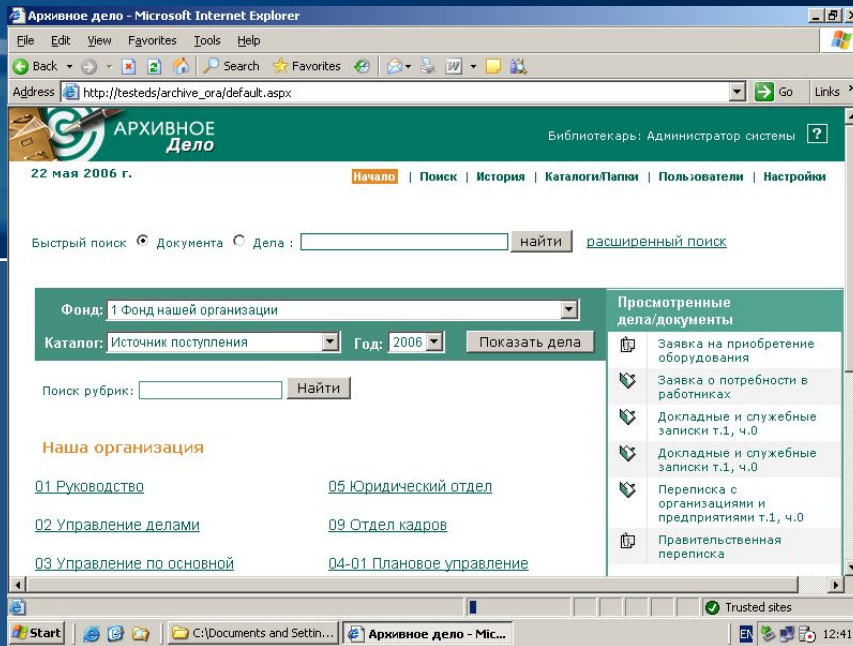 Архивное дело - Microsoft Internet Explorer
File Edit View Favorites Tools Help
Back Search Favorites
Address http://testeds/archive_ora/default.aspx Go Links
АРХИВНОЕ
Дело
Библиотекарь: Администратор системы ?
22 мая 2006 г.
Начало | Поиск | История | Каталоги/Папки | Пользователи | Настройки
Быстрый поиск Документа Дела : найти расширенный поиск
Фонд: 1 Фонд нашей организации
Каталог: Источник поступления Год: 2006 Показать дела
Поиск рубрик: Найти
Наша организация
01 Руководство 05 Юридический отдел
02 Управление делами 09 Отдел кадров
03 Управление по основной 04-01 Плановое управление
Просмотренные
дела/документы
Заявка на приобретение
оборудования
Заявка о потребности в
работниках
Докладные и служебные
записки т.1, ч.0
Докладные и служебные
записки т.1, ч.0
Переписка с
организациями и
предприятиями т.1, ч.0
Правительственная
переписка
Trusted sites
Start C:\Documents and Settin... Архивное дело - Mic... EN 12:41